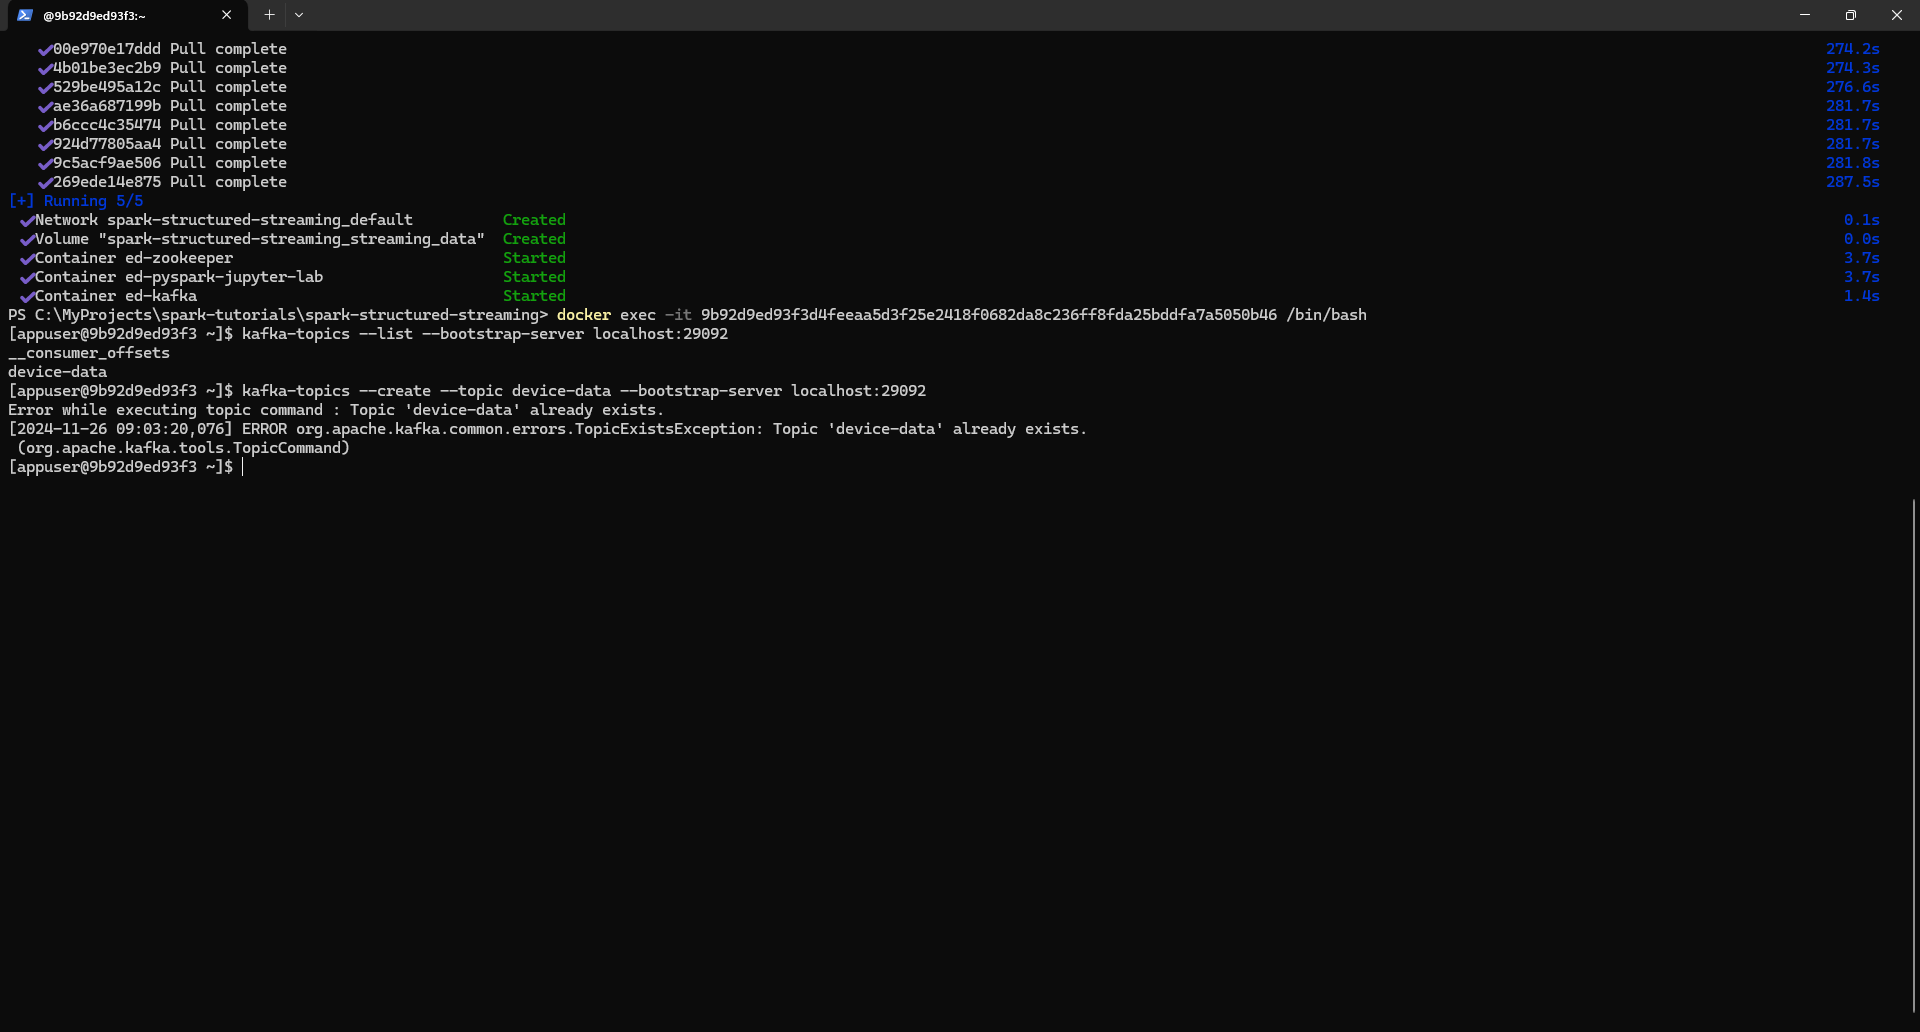 @9b92d9ed93f3:~
00e970e17ddd Pull complete 274.2s
4b01be3ec2b9 Pull complete 274.3s
529be495a12c Pull complete 276.6s
ae36a687199b Pull complete 281.7s
b6ccc4c35474 Pull complete 281.7s
924d77805aa4 Pull complete 281.7s
9c5acf9ae506 Pull complete 281.8s
269ede14e875 Pull complete 287.5s
[+] Running 5/5
Network spark-structured-streaming_default Created 0.1s
Volume "spark-structured-streaming_streaming_data" Created 0.0s
Container ed-zookeeper Started 3.7s
Container ed-pyspark-jupyter-lab Started 3.7s
Container ed-kafka Started 1.4s
PS C:\MyProjects\spark-tutorials\spark-structured-streaming> docker exec -it 9b92d9ed93f3d4feeaa5d3f25e2418f0682da8c236ff8fda25bddfa7a5050b46 /bin/bash
[appuser@9b92d9ed93f3 ~]$ kafka-topics --list --bootstrap-server localhost:29092
__consumer_offsets
device-data
[appuser@9b92d9ed93f3 ~]$ kafka-topics --create --topic device-data --bootstrap-server localhost:29092
Error while executing topic command : Topic 'device-data' already exists.
[2024-11-26 09:03:20,076] ERROR org.apache.kafka.common.errors.TopicExistsException: Topic 'device-data' already exists.
(org.apache.kafka.tools.TopicCommand)
[appuser@9b92d9ed93f3 ~]$